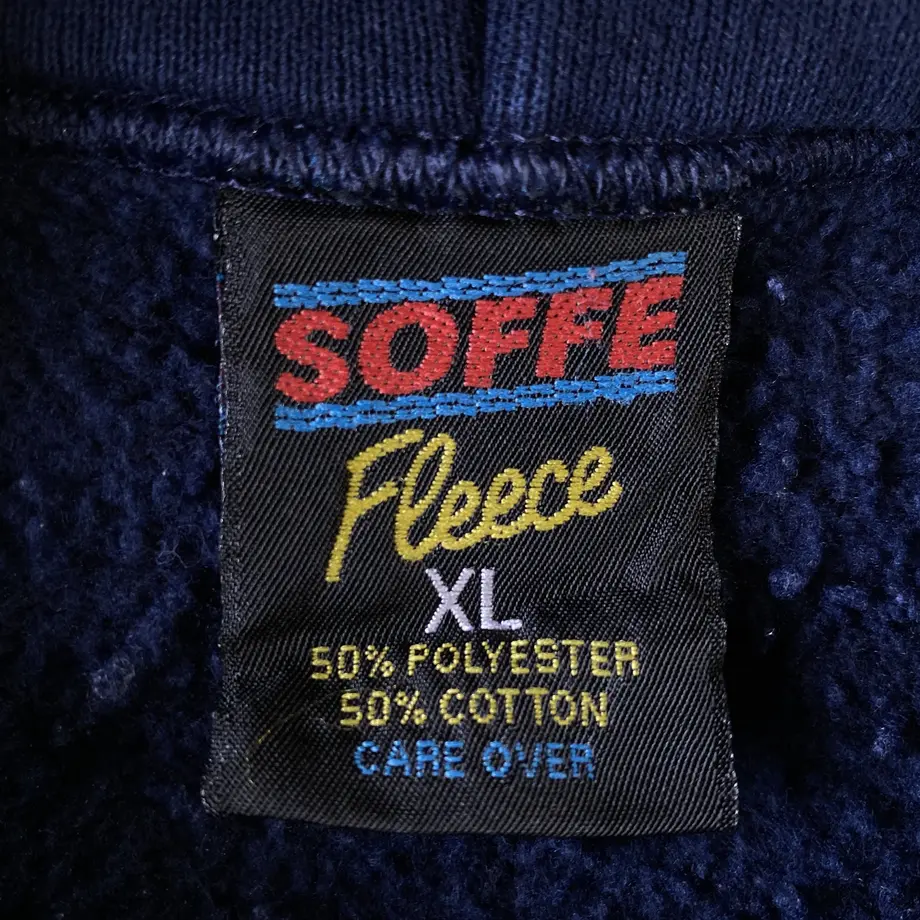 SOFFE
Fleece
XL
50% POLYESTER
50% COTTON
CARE OVER